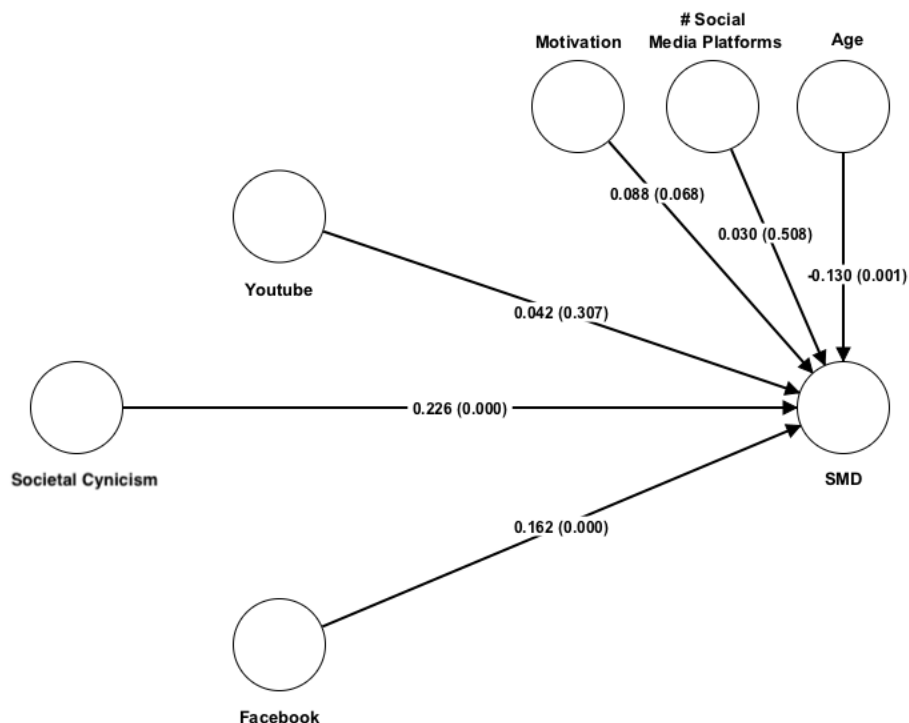 # Social
Motivation
Media Platforms
Age
0.088 (0.068)
0.030 (0.508)
-0.130 (0.001)
Youtube
0.042 (0.307)
0.226 (0.000)
Societal Cynicism
SMD
0.162 (0.000)
Facebook